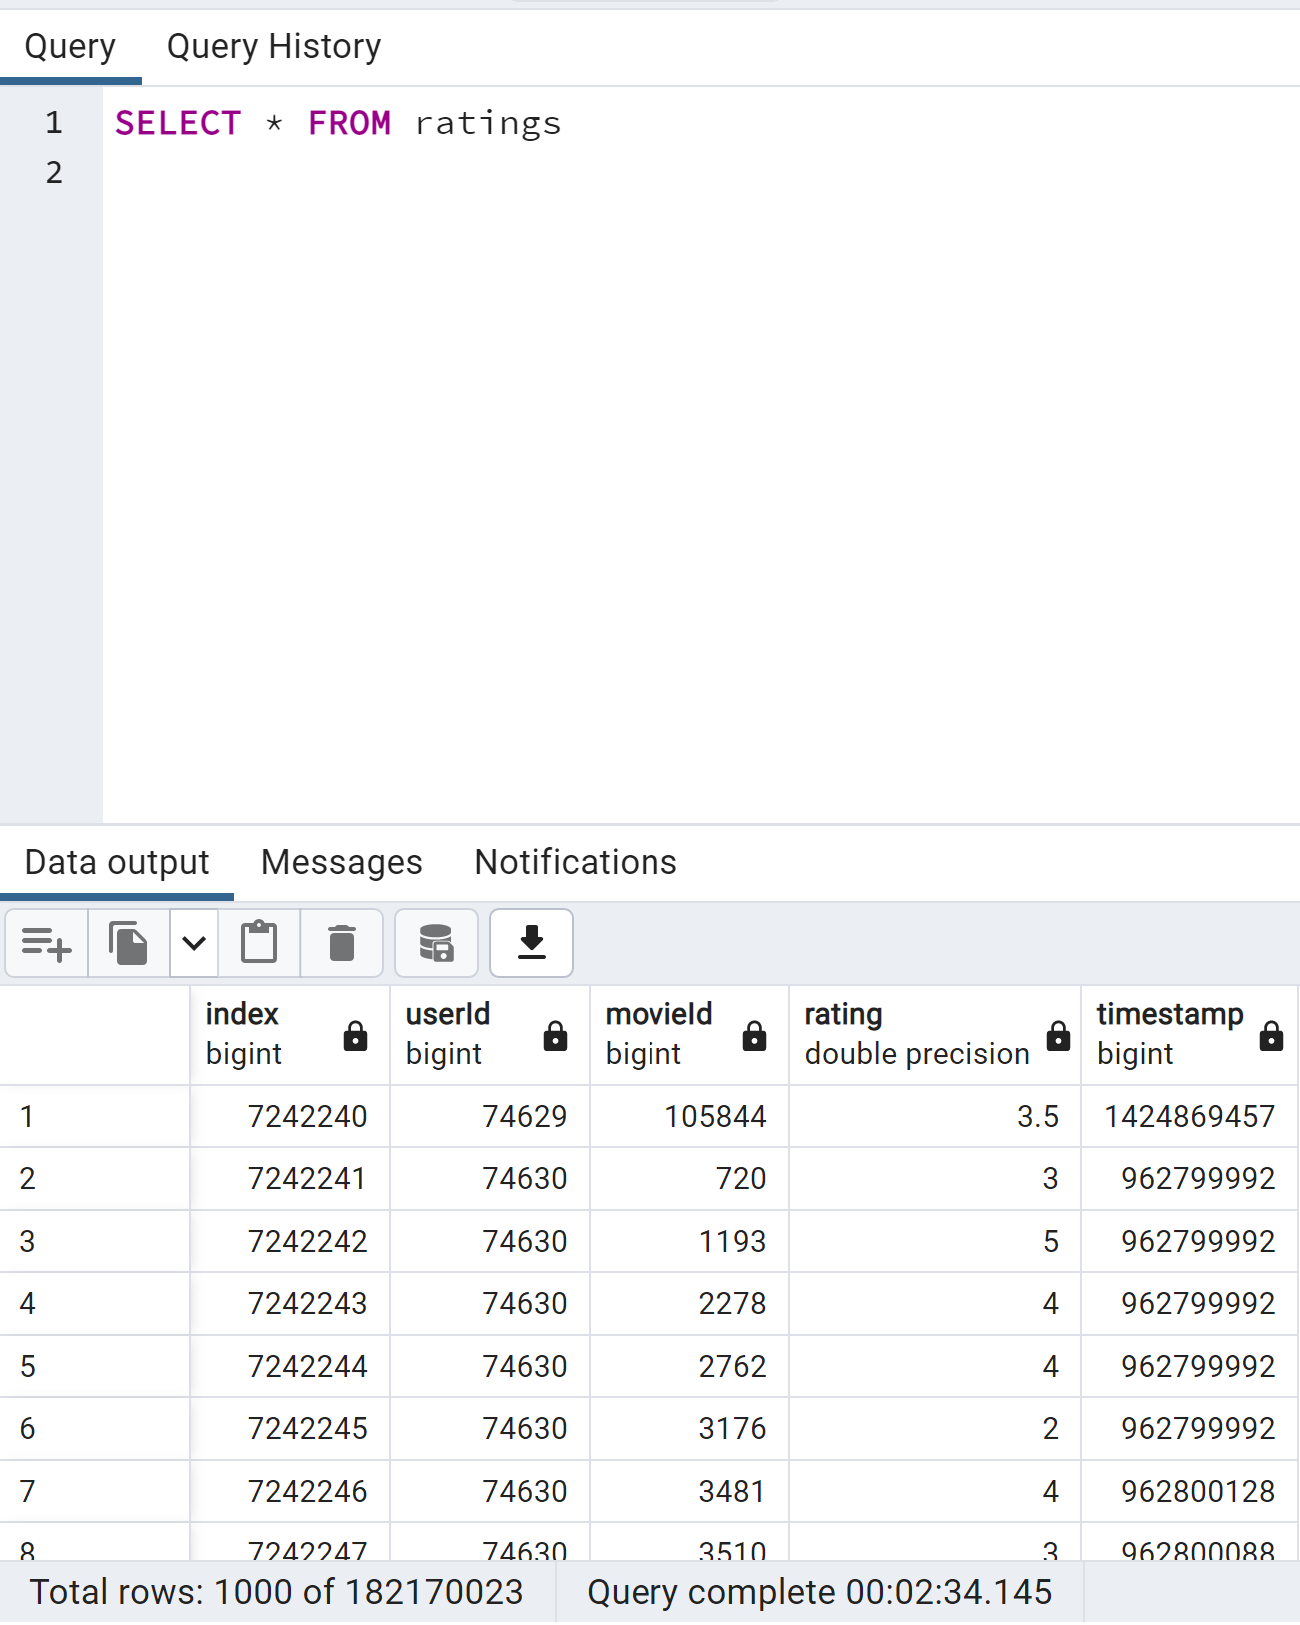 Query Query History
1 SELECT * FROM ratings
2
Data output Messages Notifications
index userId movieId rating timestamp
bigint bigint bigint double precision bigint
1 7242240 74629 105844 3.5 1424869457
2 7242241 74630 720 3 962799992
3 7242242 74630 1193 5 962799992
4 7242243 74630 2278 4 962799992
5 7242244 74630 2762 4 962799992
6 7242245 74630 3176 2 962799992
7 7242246 74630 3481 4 962800128
8 7242247 74630 3510 3 962800088
Total rows: 1000 of 182170023 Query complete 00:02:34.145